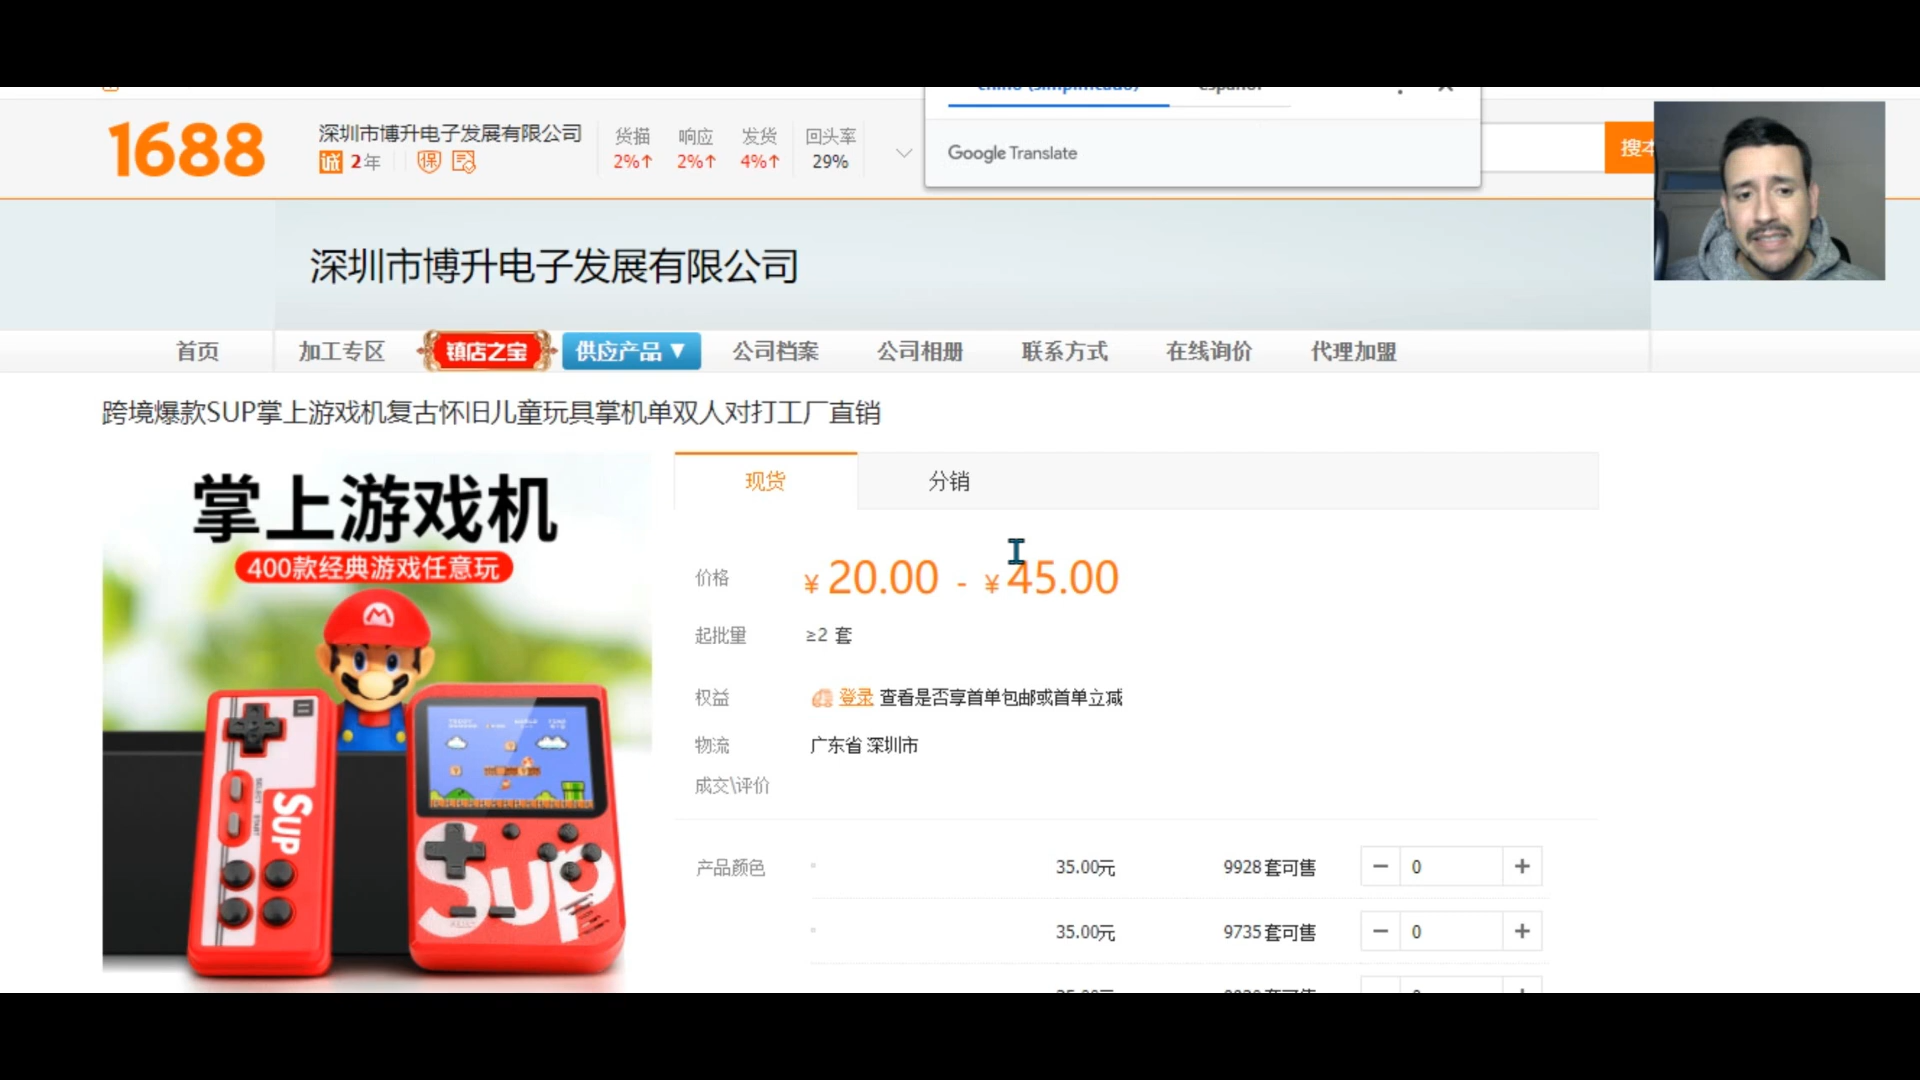 chino (simplificado) español
1688
深圳市博升电子发展有限公司
诚 2年 保
货描 响应 发货 回头率
2%↑ 2%↑ 4%↑ 29%
Google Translate
搜本
深圳市博升电子发展有限公司
首页 加工专区 镇店之宝 供应产品▼ 公司档案 公司相册 联系方式 在线询价 代理加盟
跨境爆款SUP掌上游戏机复古怀旧儿童玩具掌机单双人对打工厂直销
掌上游戏机
400款经典游戏任意玩
M
SUP
SELECT START
Sup
现货 分销
价格 ¥ 20.00 - ¥ 45.00
起批量 ≥2 套
权益 登录 查看是否享首单包邮或首单立减
物流 广东省 深圳市
成交\评价
产品颜色 35.00元 9928套可售 − 0 +
35.00元 9735套可售 − 0 +